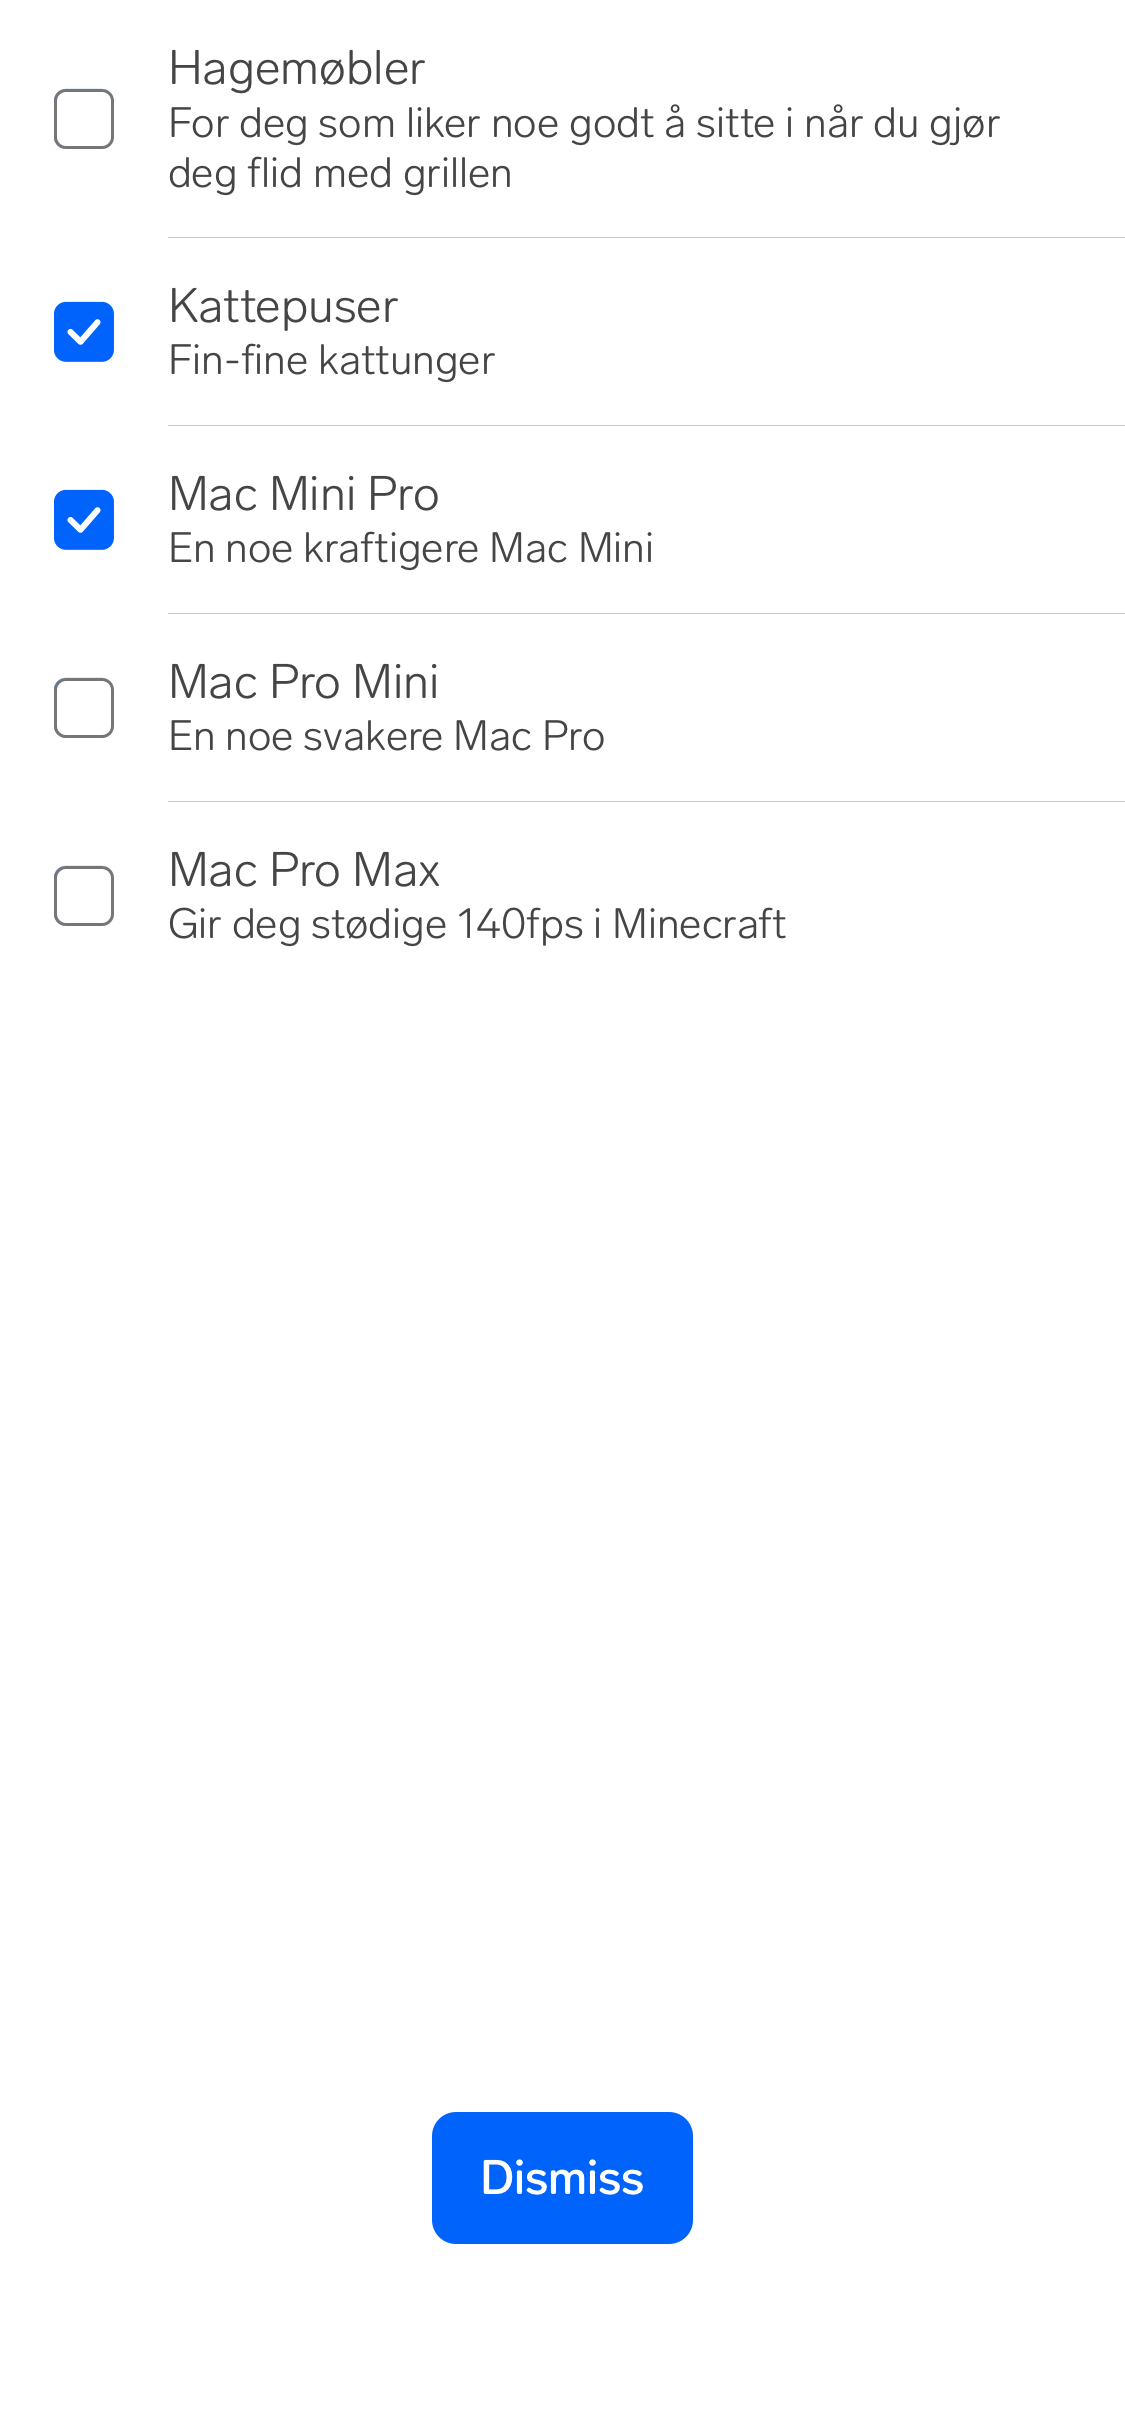 Hagemøbler
For deg som liker noe godt å sitte i når du gjør
deg flid med grillen
Kattepuser
Fin-fine kattunger
Mac Mini Pro
En noe kraftigere Mac Mini
Mac Pro Mini
En noe svakere Mac Pro
Mac Pro Max
Gir deg stødige 140fps i Minecraft
Dismiss